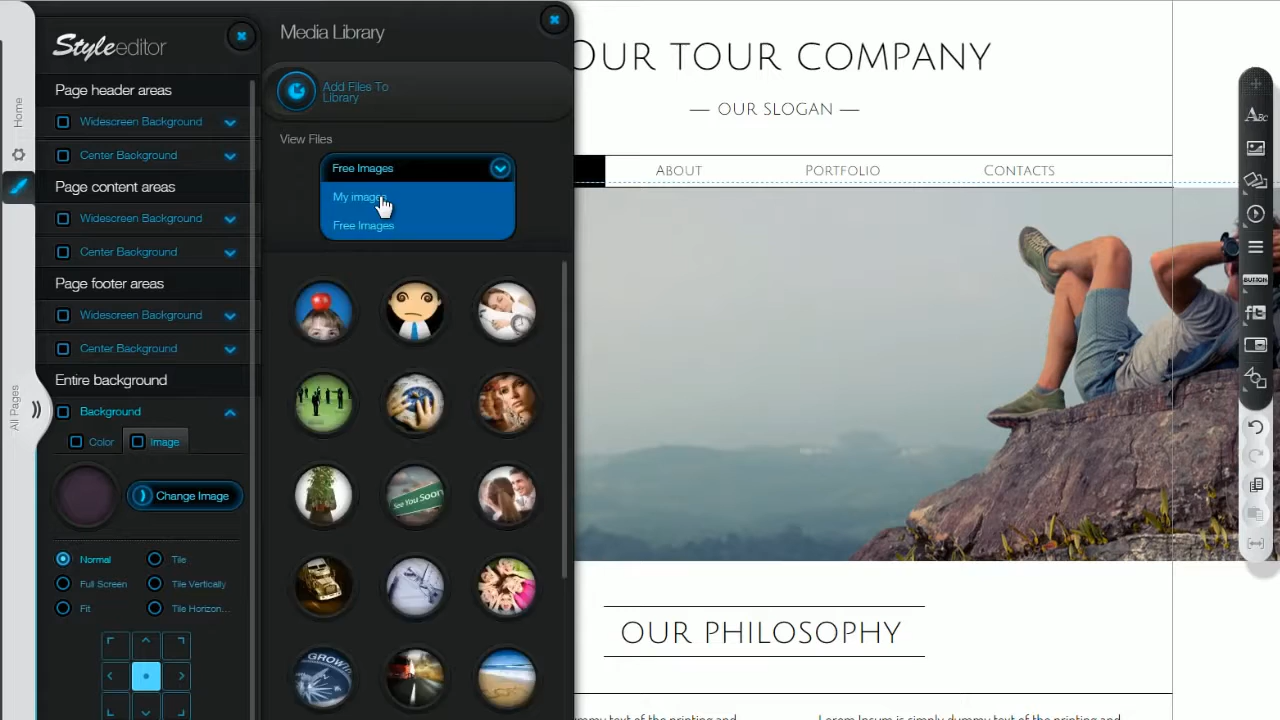 Home
All Pages
Styleeditor
Page header areas
Widescreen Background
Center Background
Page content areas
Widescreen Background
Center Background
Page footer areas
Widescreen Background
Center Background
Entire background
Background
Color
Image
Change Image
Normal
Tile
Full Screen
Tile Vertically
Fit
Tile Horizon...
Media Library
Add Files To
Library
View Files
Free Images
My images
Free Images
See You Soon
GROW
OUR TOUR COMPANY
— OUR SLOGAN —
ABOUT
PORTFOLIO
CONTACTS
OUR PHILOSOPHY
ABC
BUTTON